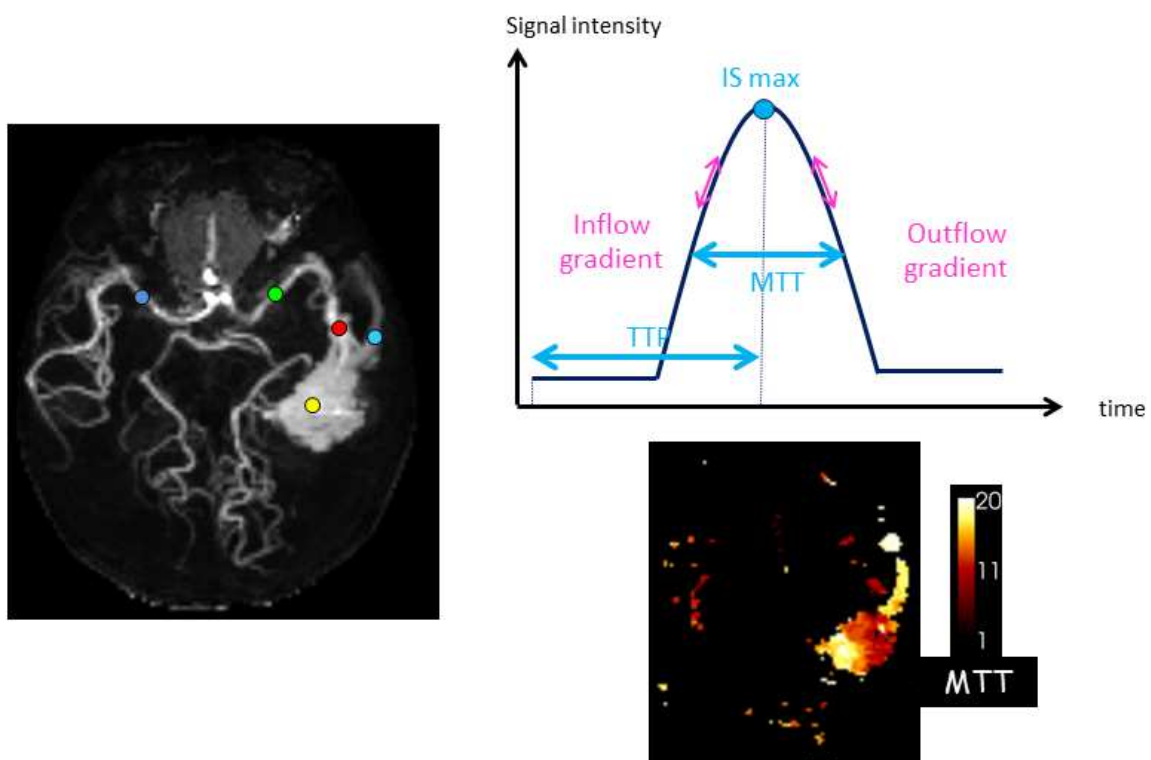 Signal intensity
IS max
Inflow
gradient
Outflow
gradient
MTT
TTP
time
20
11
1
MTT